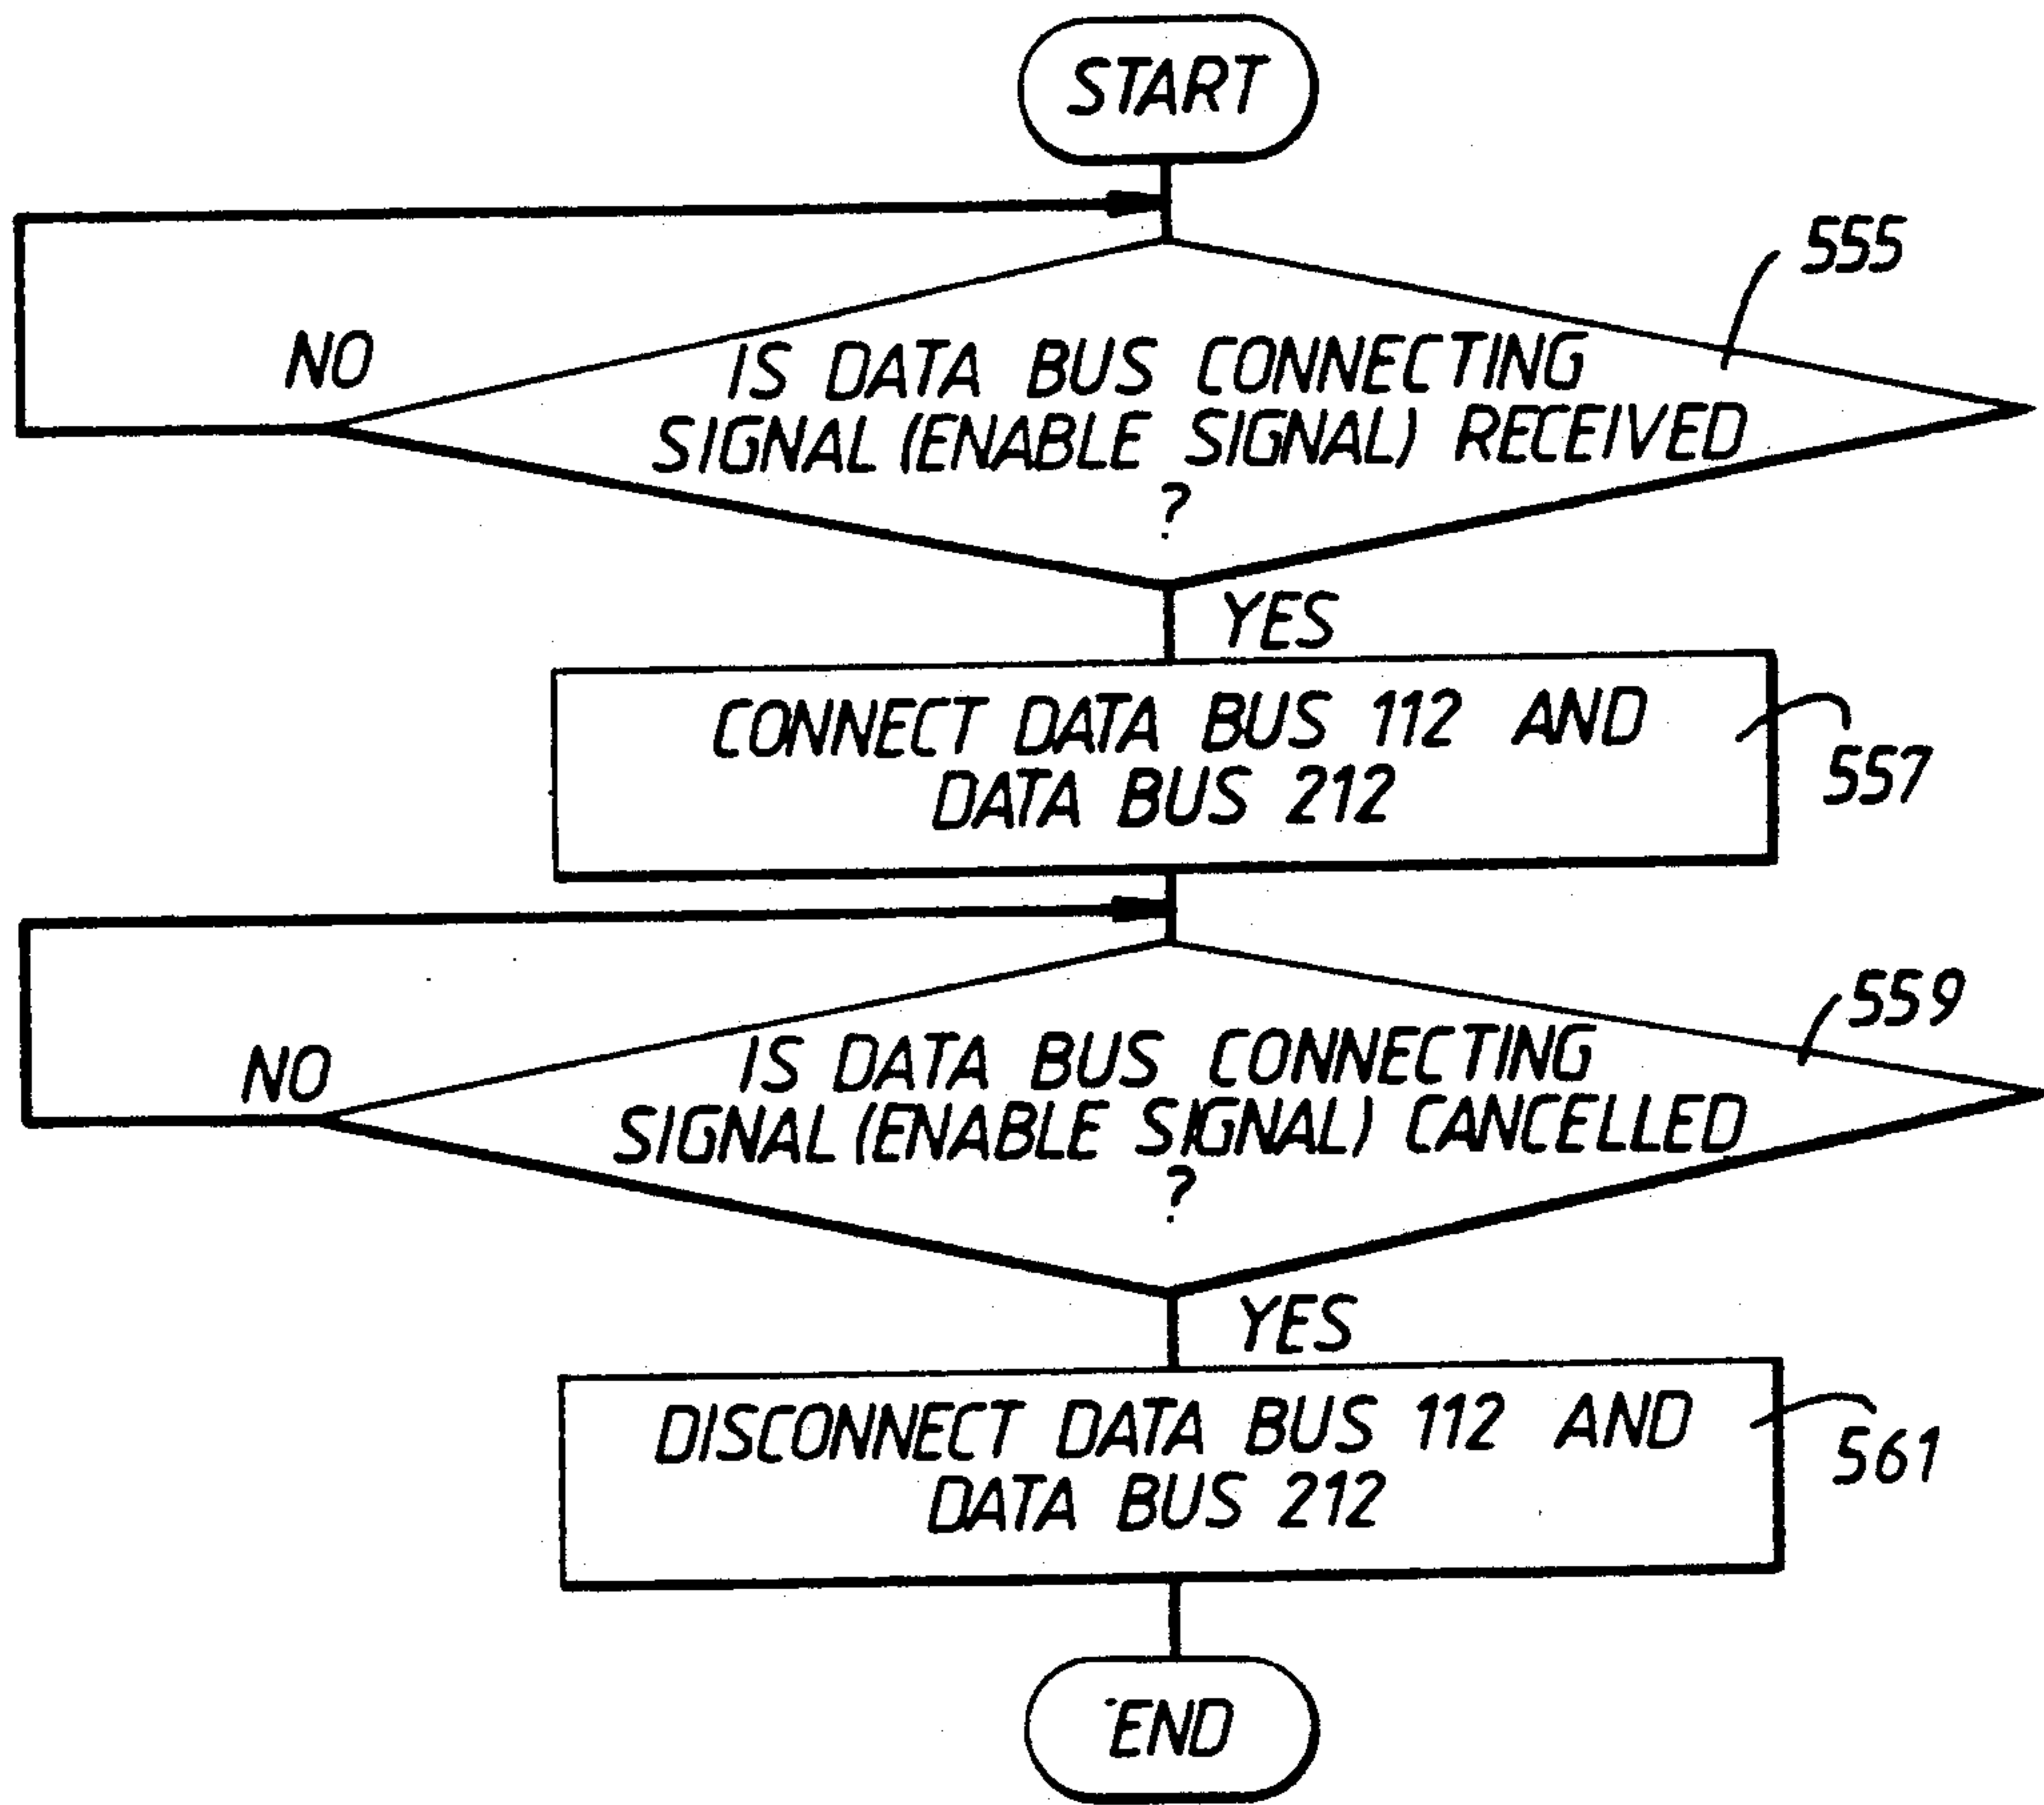 START
555
NO
IS DATA BUS CONNECTING
SIGNAL (ENABLE SIGNAL) RECEIVED
?
YES
CONNECT DATA BUS 112 AND
DATA BUS 212
557
559
NO
IS DATA BUS CONNECTING
SIGNAL (ENABLE SIGNAL) CANCELLED
?
YES
DISCONNECT DATA BUS 112 AND
DATA BUS 212
561
END